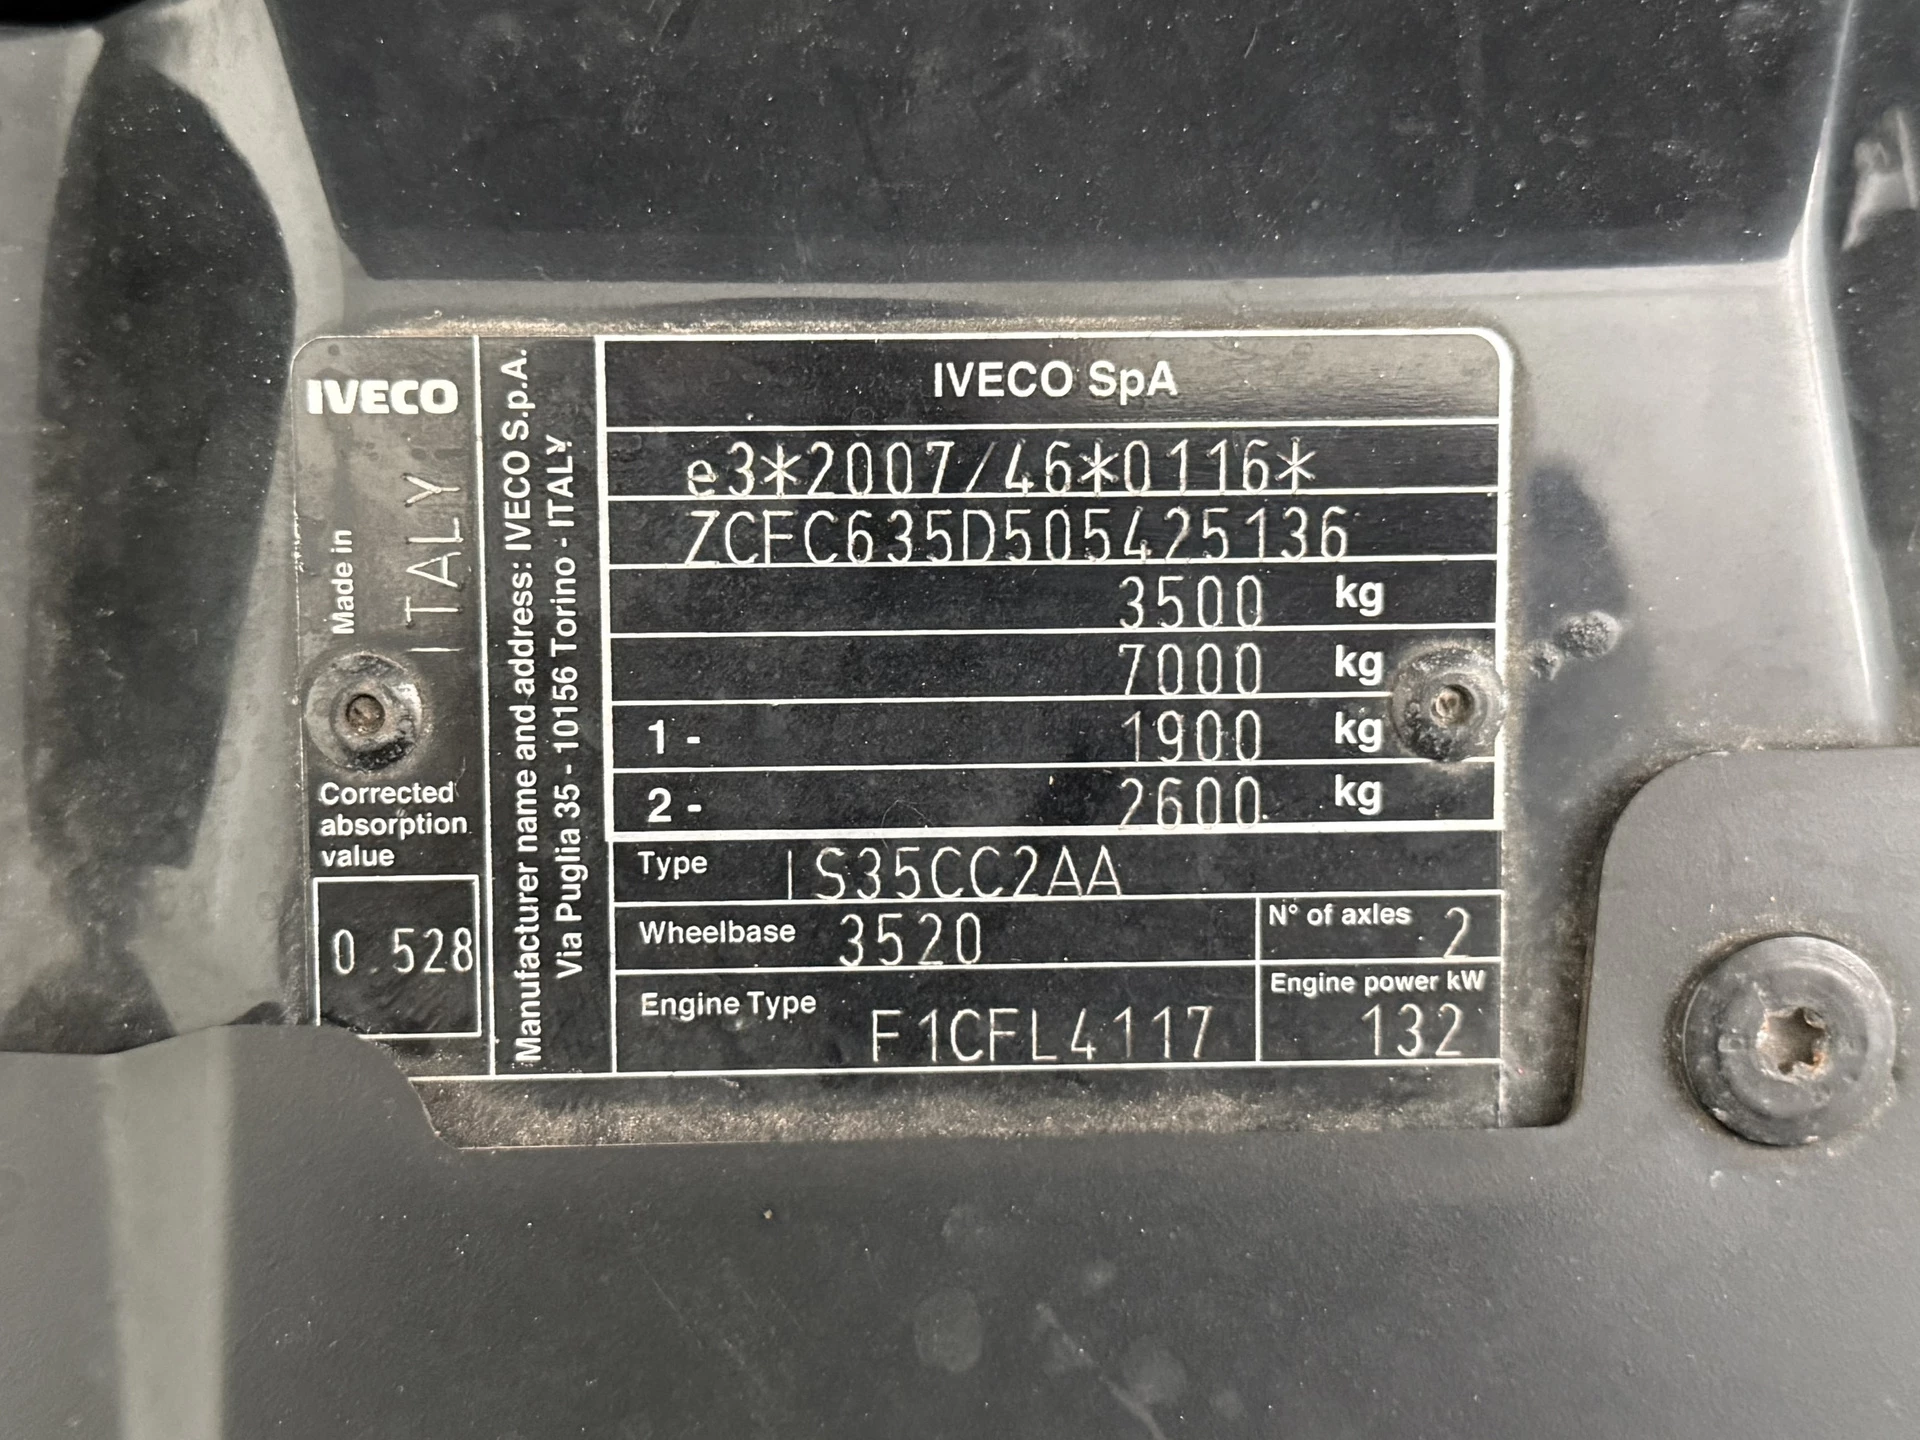 IVECO
Made in
ITALY
Corrected
absorption
value
0.528
Manufacturer name and address: IVECO S.p.A.
Via Puglia 35 - 10156 Torino - ITALY
IVECO SpA
e3*2007/46*0116*
ZCFC635D505425136
3500 kg
7000 kg
1 - 1900 kg
2 - 2600 kg
Type IS35CC2AA
Wheelbase 3520
N° of axles 2
Engine Type F1CFL4117
Engine power kW
132